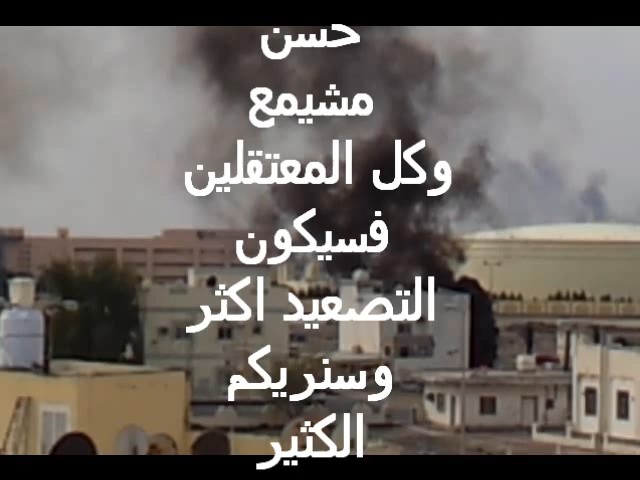 حسن
مشيمع
وكل المعتقلين
فسيكون
التصعيد اكثر
وسنريكم
الكثير